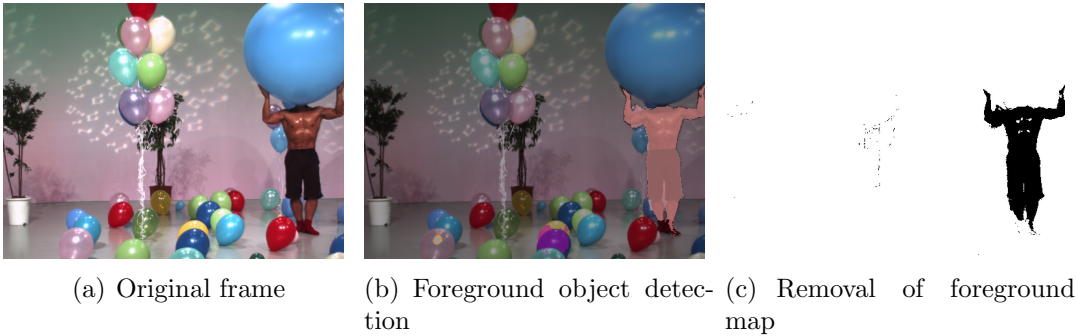 (a) Original frame
(b) Foreground object detec-
tion
(c) Removal of foreground
map